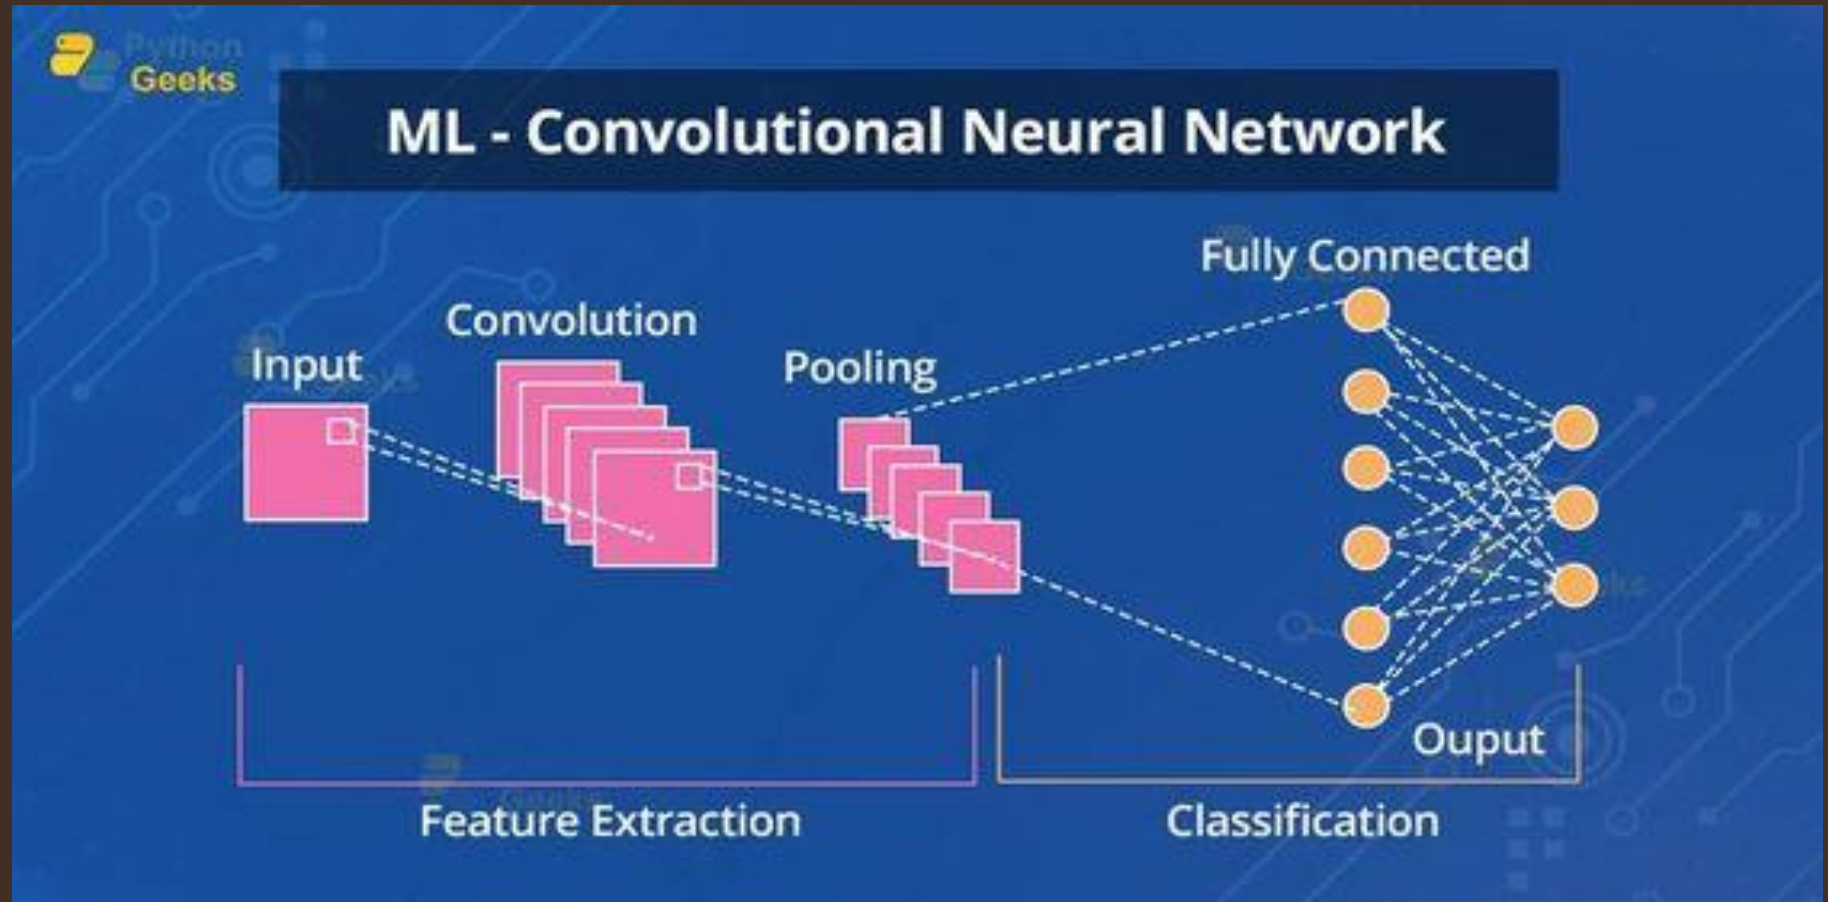 Python
Geeks
ML - Convolutional Neural Network
Fully Connected
Convolution
Input
Pooling
Ouput
Feature Extraction
Classification